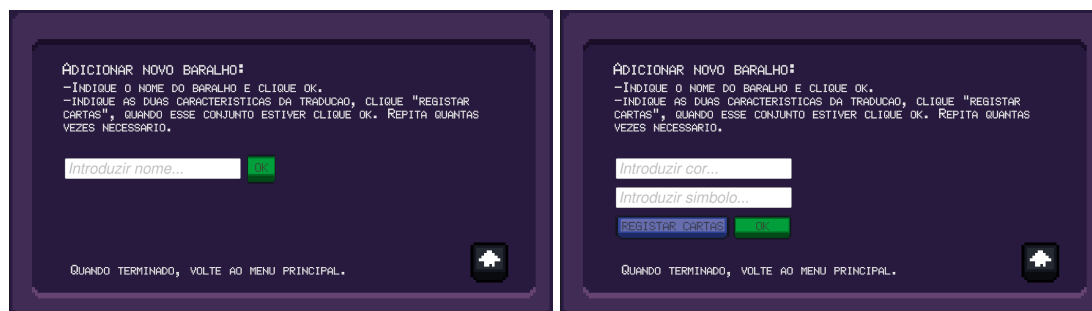 ADICIONAR NOVO BARALHO:
-INDIQUE O NOME DO BARALHO E CLIQUE OK.
-INDIQUE AS DUAS CARACTERISTICAS DA TRADUCAO, CLIQUE "REGISTAR
CARTAS", QUANDO ESSE CONJUNTO ESTIVER CLIQUE OK. REPITA QUANTAS
VEZES NECESSARIO.
Introduzir nome...
OK
QUANDO TERMINADO, VOLTE AO MENU PRINCIPAL.
ADICIONAR NOVO BARALHO:
-INDIQUE O NOME DO BARALHO E CLIQUE OK.
-INDIQUE AS DUAS CARACTERISTICAS DA TRADUCAO, CLIQUE "REGISTAR
CARTAS", QUANDO ESSE CONJUNTO ESTIVER CLIQUE OK. REPITA QUANTAS
VEZES NECESSARIO.
Introduzir cor...
Introduzir simbolo...
REGISTAR CARTAS
OK
QUANDO TERMINADO, VOLTE AO MENU PRINCIPAL.